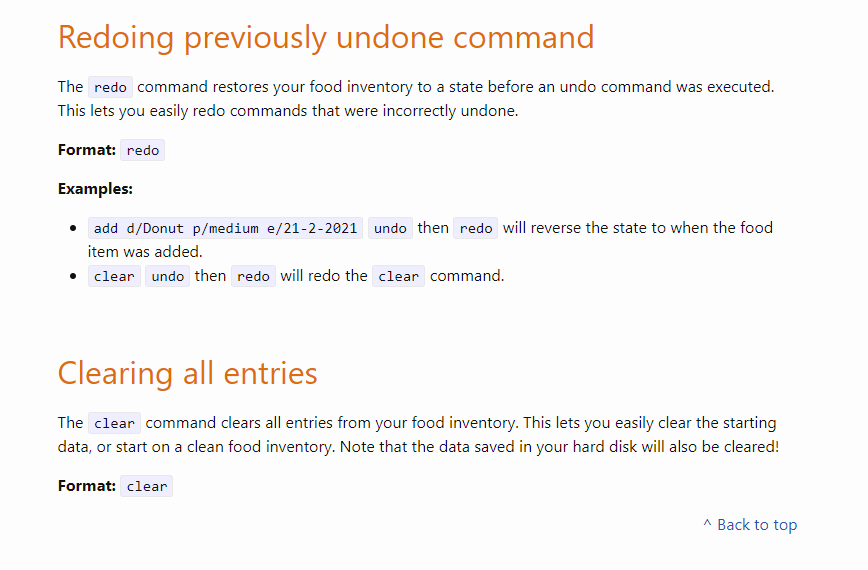 Redoing previously undone command
The redo command restores your food inventory to a state before an undo command was executed.
This lets you easily redo commands that were incorrectly undone.
Format: redo
Examples:
• add d/Donut p/medium e/21-2-2021 undo then redo will reverse the state to when the food
item was added.
• clear undo then redo will redo the clear command.
Clearing all entries
The clear command clears all entries from your food inventory. This lets you easily clear the starting
data, or start on a clean food inventory. Note that the data saved in your hard disk will also be cleared!
Format: clear
^ Back to top